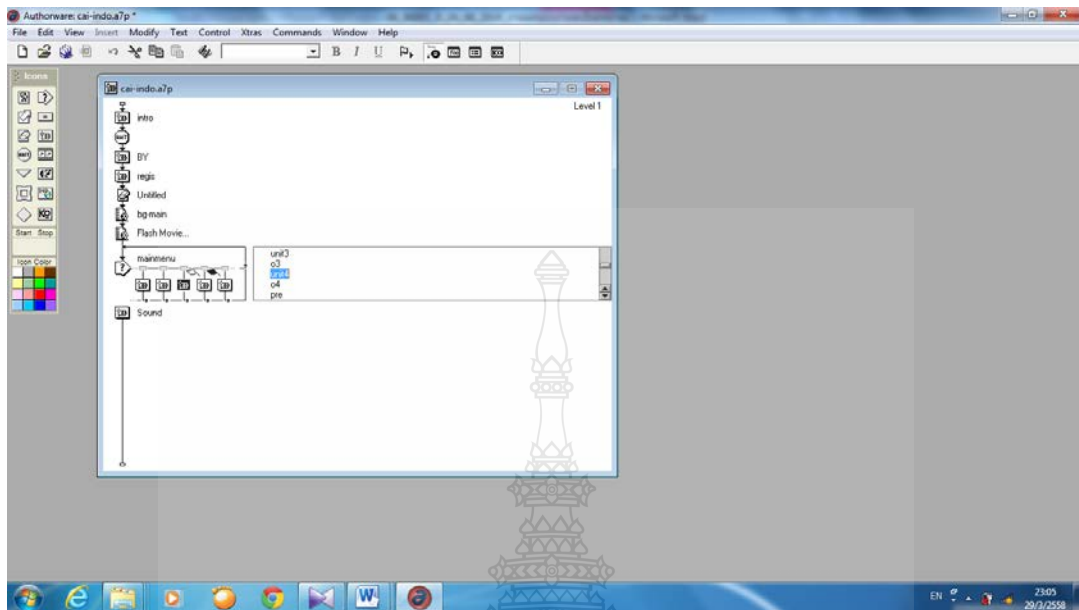 Authorware: cai-indo.a7p *
File Edit View Insert Modify Text Control Xtras Commands Window Help
B I U
Icons
cai-indo.a7p
Level 1
intro
WAIT
BY
regis
Untitled
bg-main
Flash Movie...
mainmenu
unit3
o3
unit4
o4
pre
Sound
Start Stop
Icon Color
EN
23:05
29/3/2558